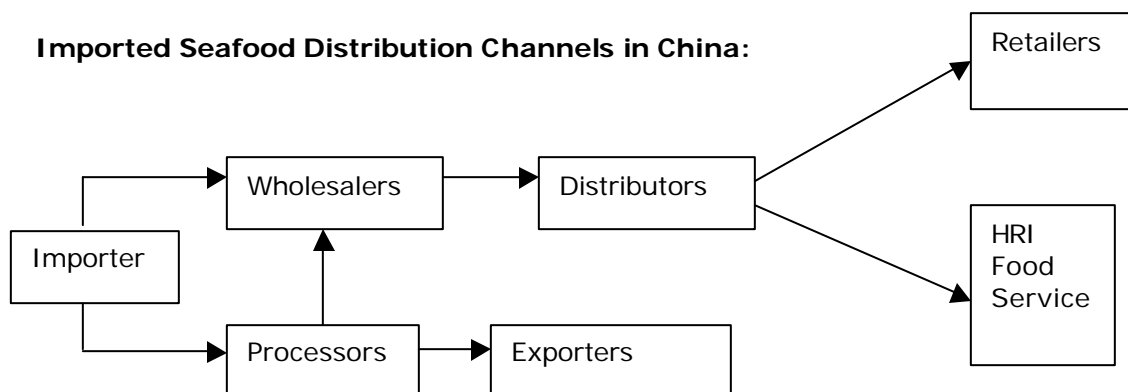 Imported Seafood Distribution Channels in China:
Retailers
Wholesalers
Distributors
HRI
Food
Service
Importer
Processors
Exporters